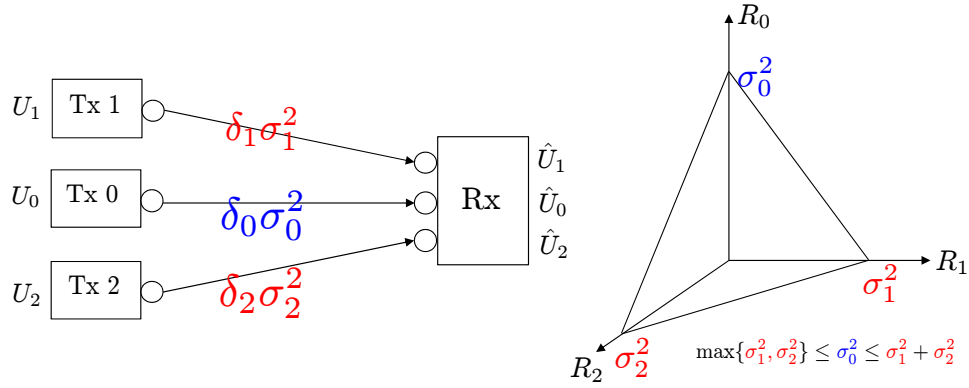 U₁ Tx 1 δ₁σ₁² Û₁
U₀ Tx 0 δ₀σ₀² Rx Û₀
U₂ Tx 2 δ₂σ₂² Û₂
R₀
σ₀²
R₁
σ₁²
R₂ σ₂²
max{σ₁², σ₂²} ≤ σ₀² ≤ σ₁² + σ₂²